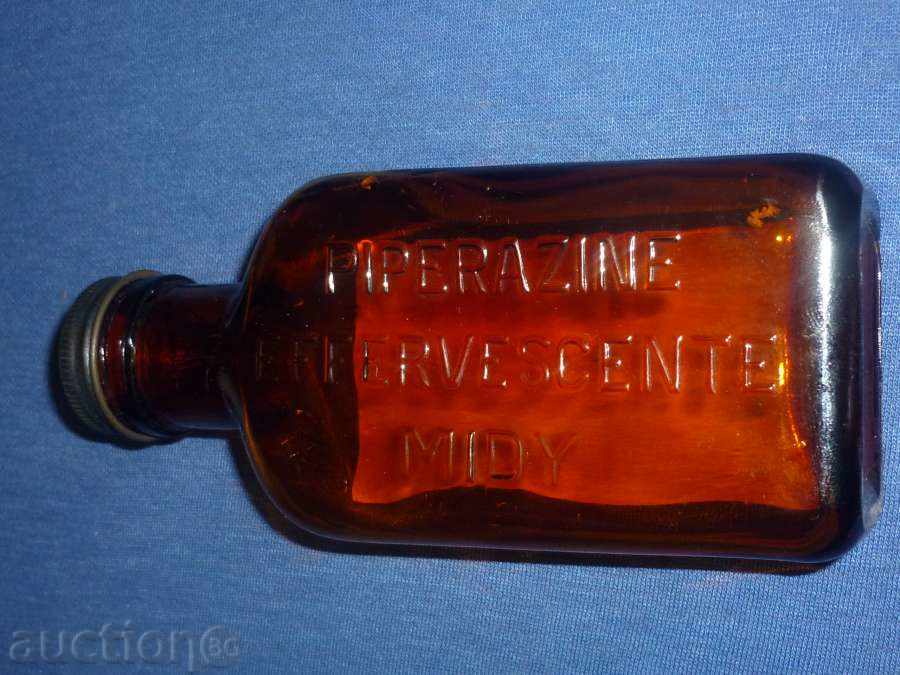 PIPERAZINE
EFFERVESCENTE
MIDY
auction BG